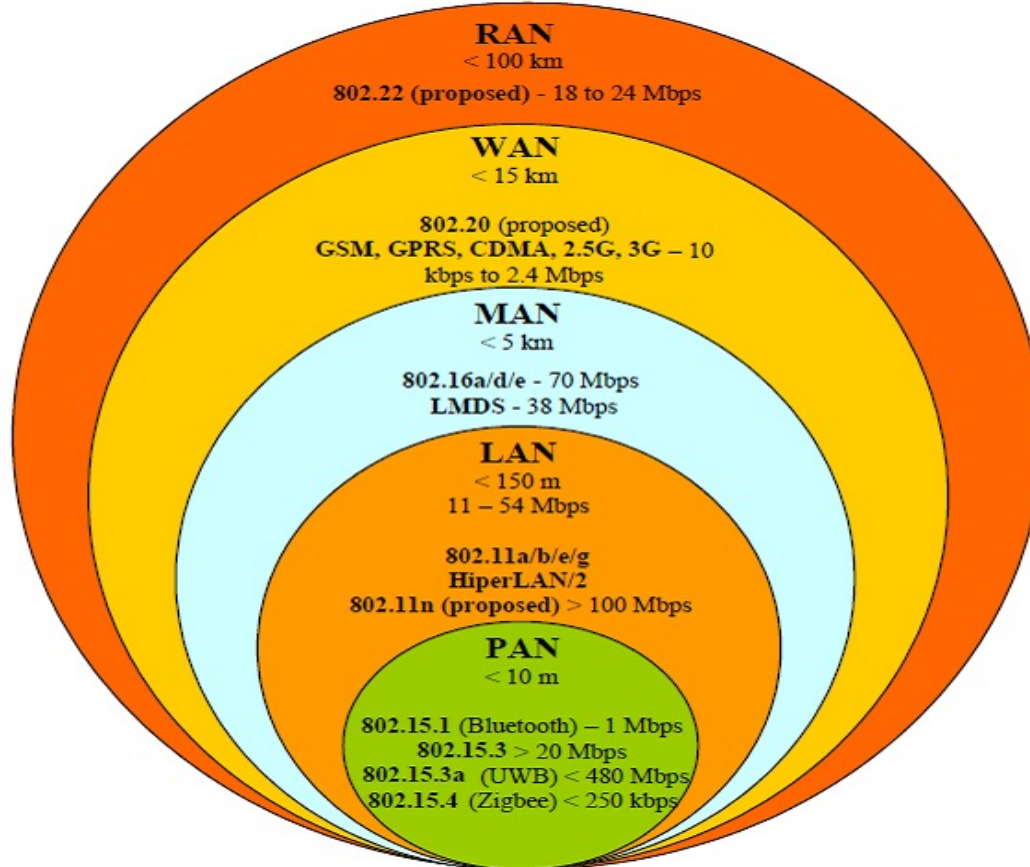 RAN
< 100 km
802.22 (proposed) - 18 to 24 Mbps
WAN
< 15 km
802.20 (proposed)
GSM, GPRS, CDMA, 2.5G, 3G – 10
kbps to 2.4 Mbps
MAN
< 5 km
802.16a/d/e - 70 Mbps
LMDS - 38 Mbps
LAN
< 150 m
11 – 54 Mbps
802.11a/b/e/g
HiperLAN/2
802.11n (proposed) > 100 Mbps
PAN
< 10 m
802.15.1 (Bluetooth) – 1 Mbps
802.15.3 > 20 Mbps
802.15.3a (UWB) < 480 Mbps
802.15.4 (Zigbee) < 250 kbps